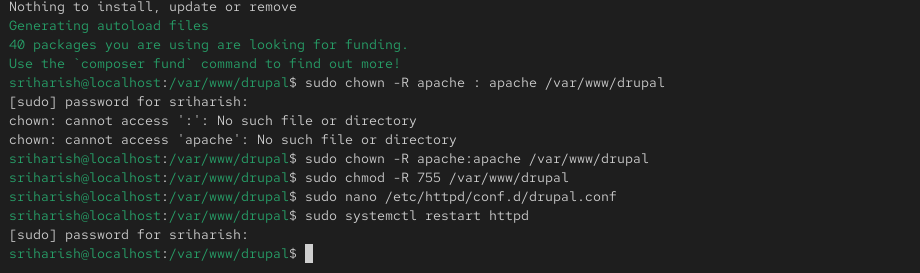 Nothing to install, update or remove
Generating autoload files
40 packages you are using are looking for funding.
Use the `composer fund` command to find out more!
sriharish@localhost:/var/www/drupal$ sudo chown -R apache : apache /var/www/drupal
[sudo] password for sriharish:
chown: cannot access ':': No such file or directory
chown: cannot access 'apache': No such file or directory
sriharish@localhost:/var/www/drupal$ sudo chown -R apache:apache /var/www/drupal
sriharish@localhost:/var/www/drupal$ sudo chmod -R 755 /var/www/drupal
sriharish@localhost:/var/www/drupal$ sudo nano /etc/httpd/conf.d/drupal.conf
sriharish@localhost:/var/www/drupal$ sudo systemctl restart httpd
[sudo] password for sriharish:
sriharish@localhost:/var/www/drupal$